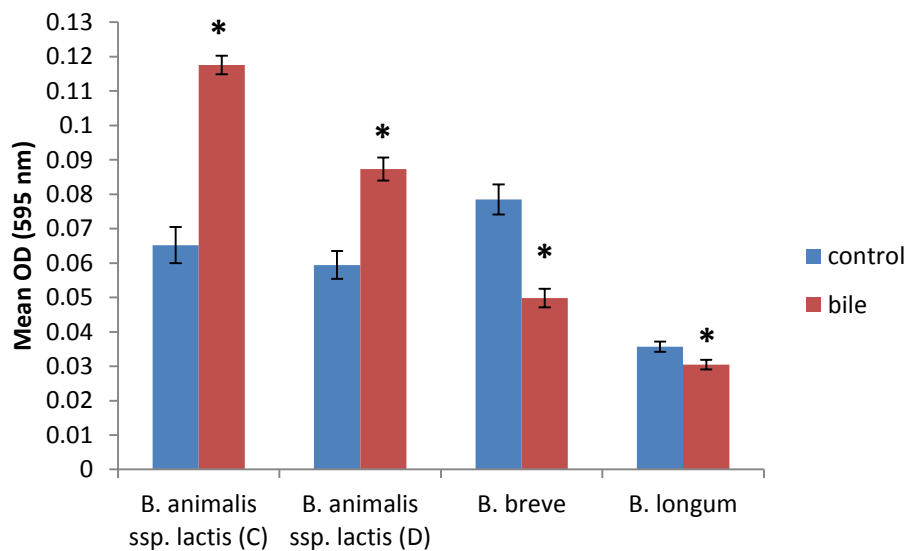 0.13
0.12
0.11
0.1
0.09
0.08
0.07
0.06
0.05
0.04
0.03
0.02
0.01
0
Mean OD (595 nm)
*
*
*
*
control
bile
B. animalis
ssp. lactis (C)
B. animalis
ssp. lactis (D)
B. breve
B. longum